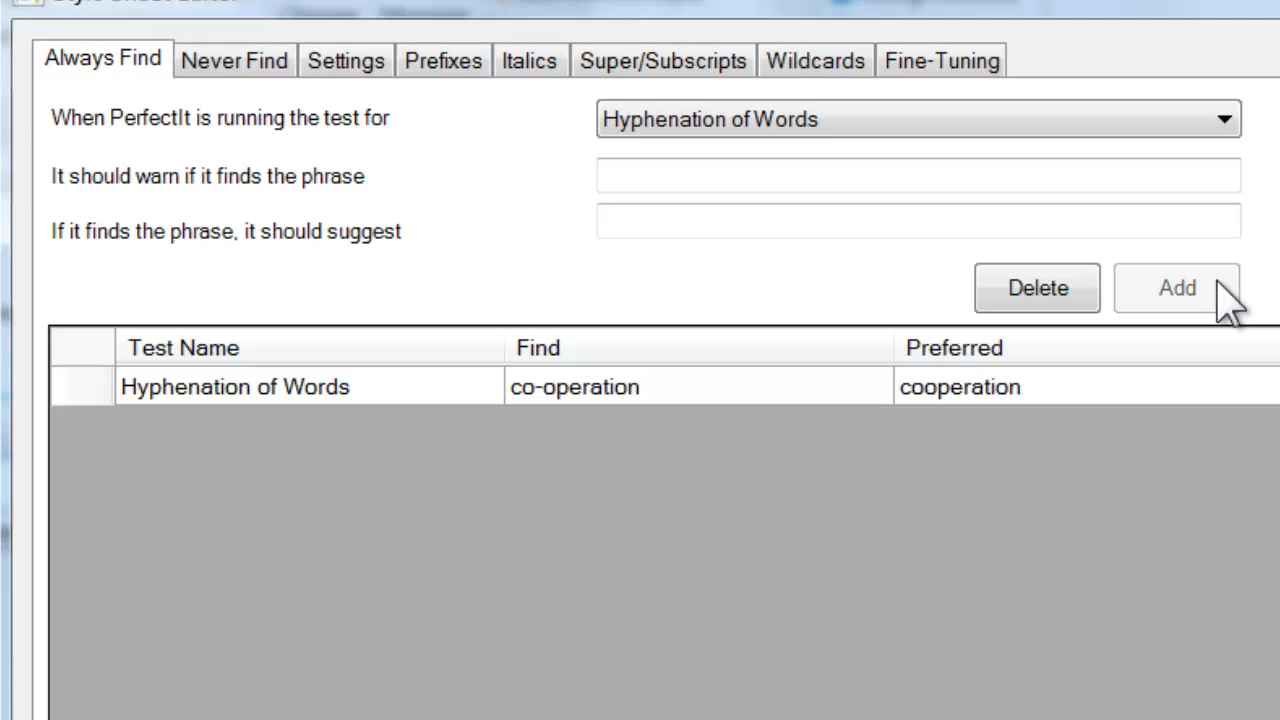 Always Find Never Find Settings Prefixes Italics Super/Subscripts Wildcards Fine-Tuning
When PerfectIt is running the test for Hyphenation of Words
It should warn if it finds the phrase
If it finds the phrase, it should suggest
Delete Add
Test Name Find Preferred
Hyphenation of Words co-operation cooperation